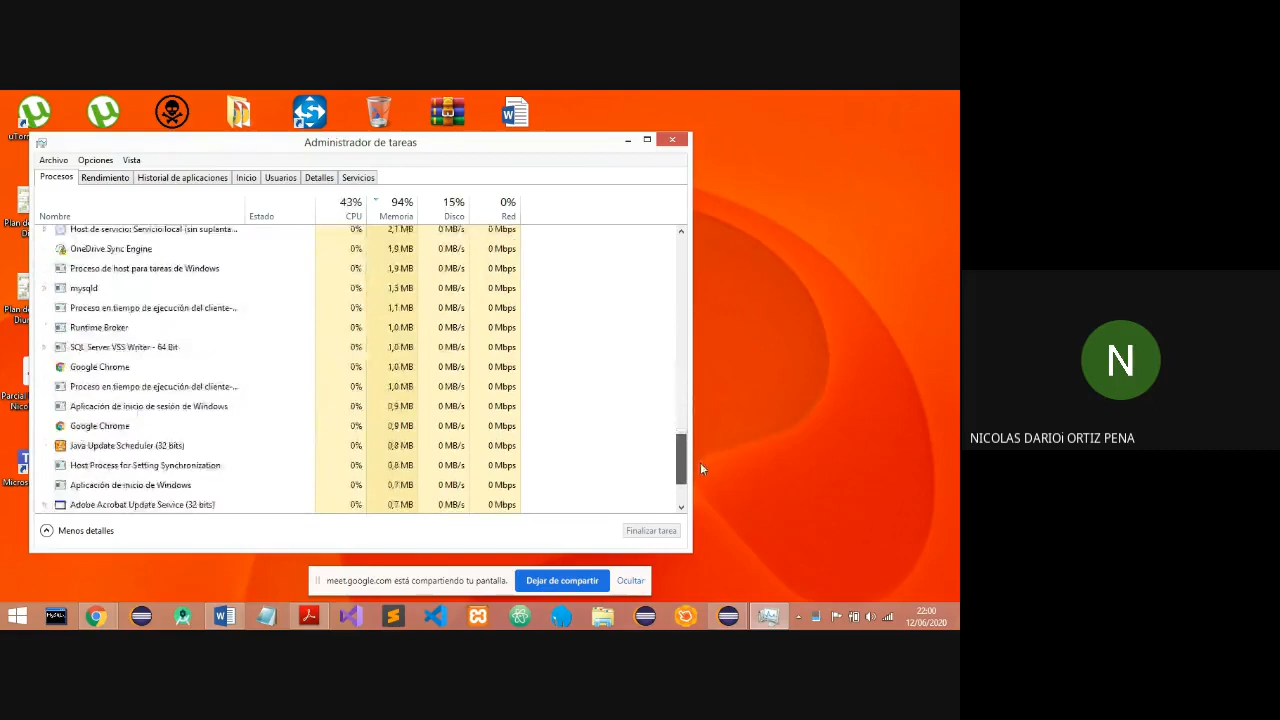 uTorr
Administrador de tareas
Archivo Opciones Vista
Procesos Rendimiento Historial de aplicaciones Inicio Usuarios Detalles Servicios
43% 94% 15% 0%
Nombre Estado CPU Memoria Disco Red
Host de servicio: Servicio local (sin suplanta... 0% 2,1 MB 0 MB/s 0 Mbps
OneDrive Sync Engine 0% 1,9 MB 0 MB/s 0 Mbps
Proceso de host para tareas de Windows 0% 1,9 MB 0 MB/s 0 Mbps
mysqld 0% 1,5 MB 0 MB/s 0 Mbps
Proceso en tiempo de ejecución del cliente-... 0% 1,1 MB 0 MB/s 0 Mbps
Runtime Broker 0% 1,0 MB 0 MB/s 0 Mbps
SQL Server VSS Writer - 64 Bit 0% 1,0 MB 0 MB/s 0 Mbps
Google Chrome 0% 1,0 MB 0 MB/s 0 Mbps
Proceso en tiempo de ejecución del cliente-... 0% 1,0 MB 0 MB/s 0 Mbps
Aplicación de inicio de sesión de Windows 0% 0,9 MB 0 MB/s 0 Mbps
Google Chrome 0% 0,9 MB 0 MB/s 0 Mbps
Java Update Scheduler (32 bits) 0% 0,8 MB 0 MB/s 0 Mbps
Host Process for Setting Synchronization 0% 0,8 MB 0 MB/s 0 Mbps
Aplicación de inicio de Windows 0% 0,7 MB 0 MB/s 0 Mbps
Adobe Acrobat Update Service (32 bits) 0% 0,7 MB 0 MB/s 0 Mbps
Menos detalles Finalizar tarea
Plan de
D
Plan de
Diu
Parcial
Nico
Micros
meet.google.com está compartiendo tu pantalla. Dejar de compartir Ocultar
22:00
12/06/2020
N
NICOLAS DARIOi ORTIZ PENA